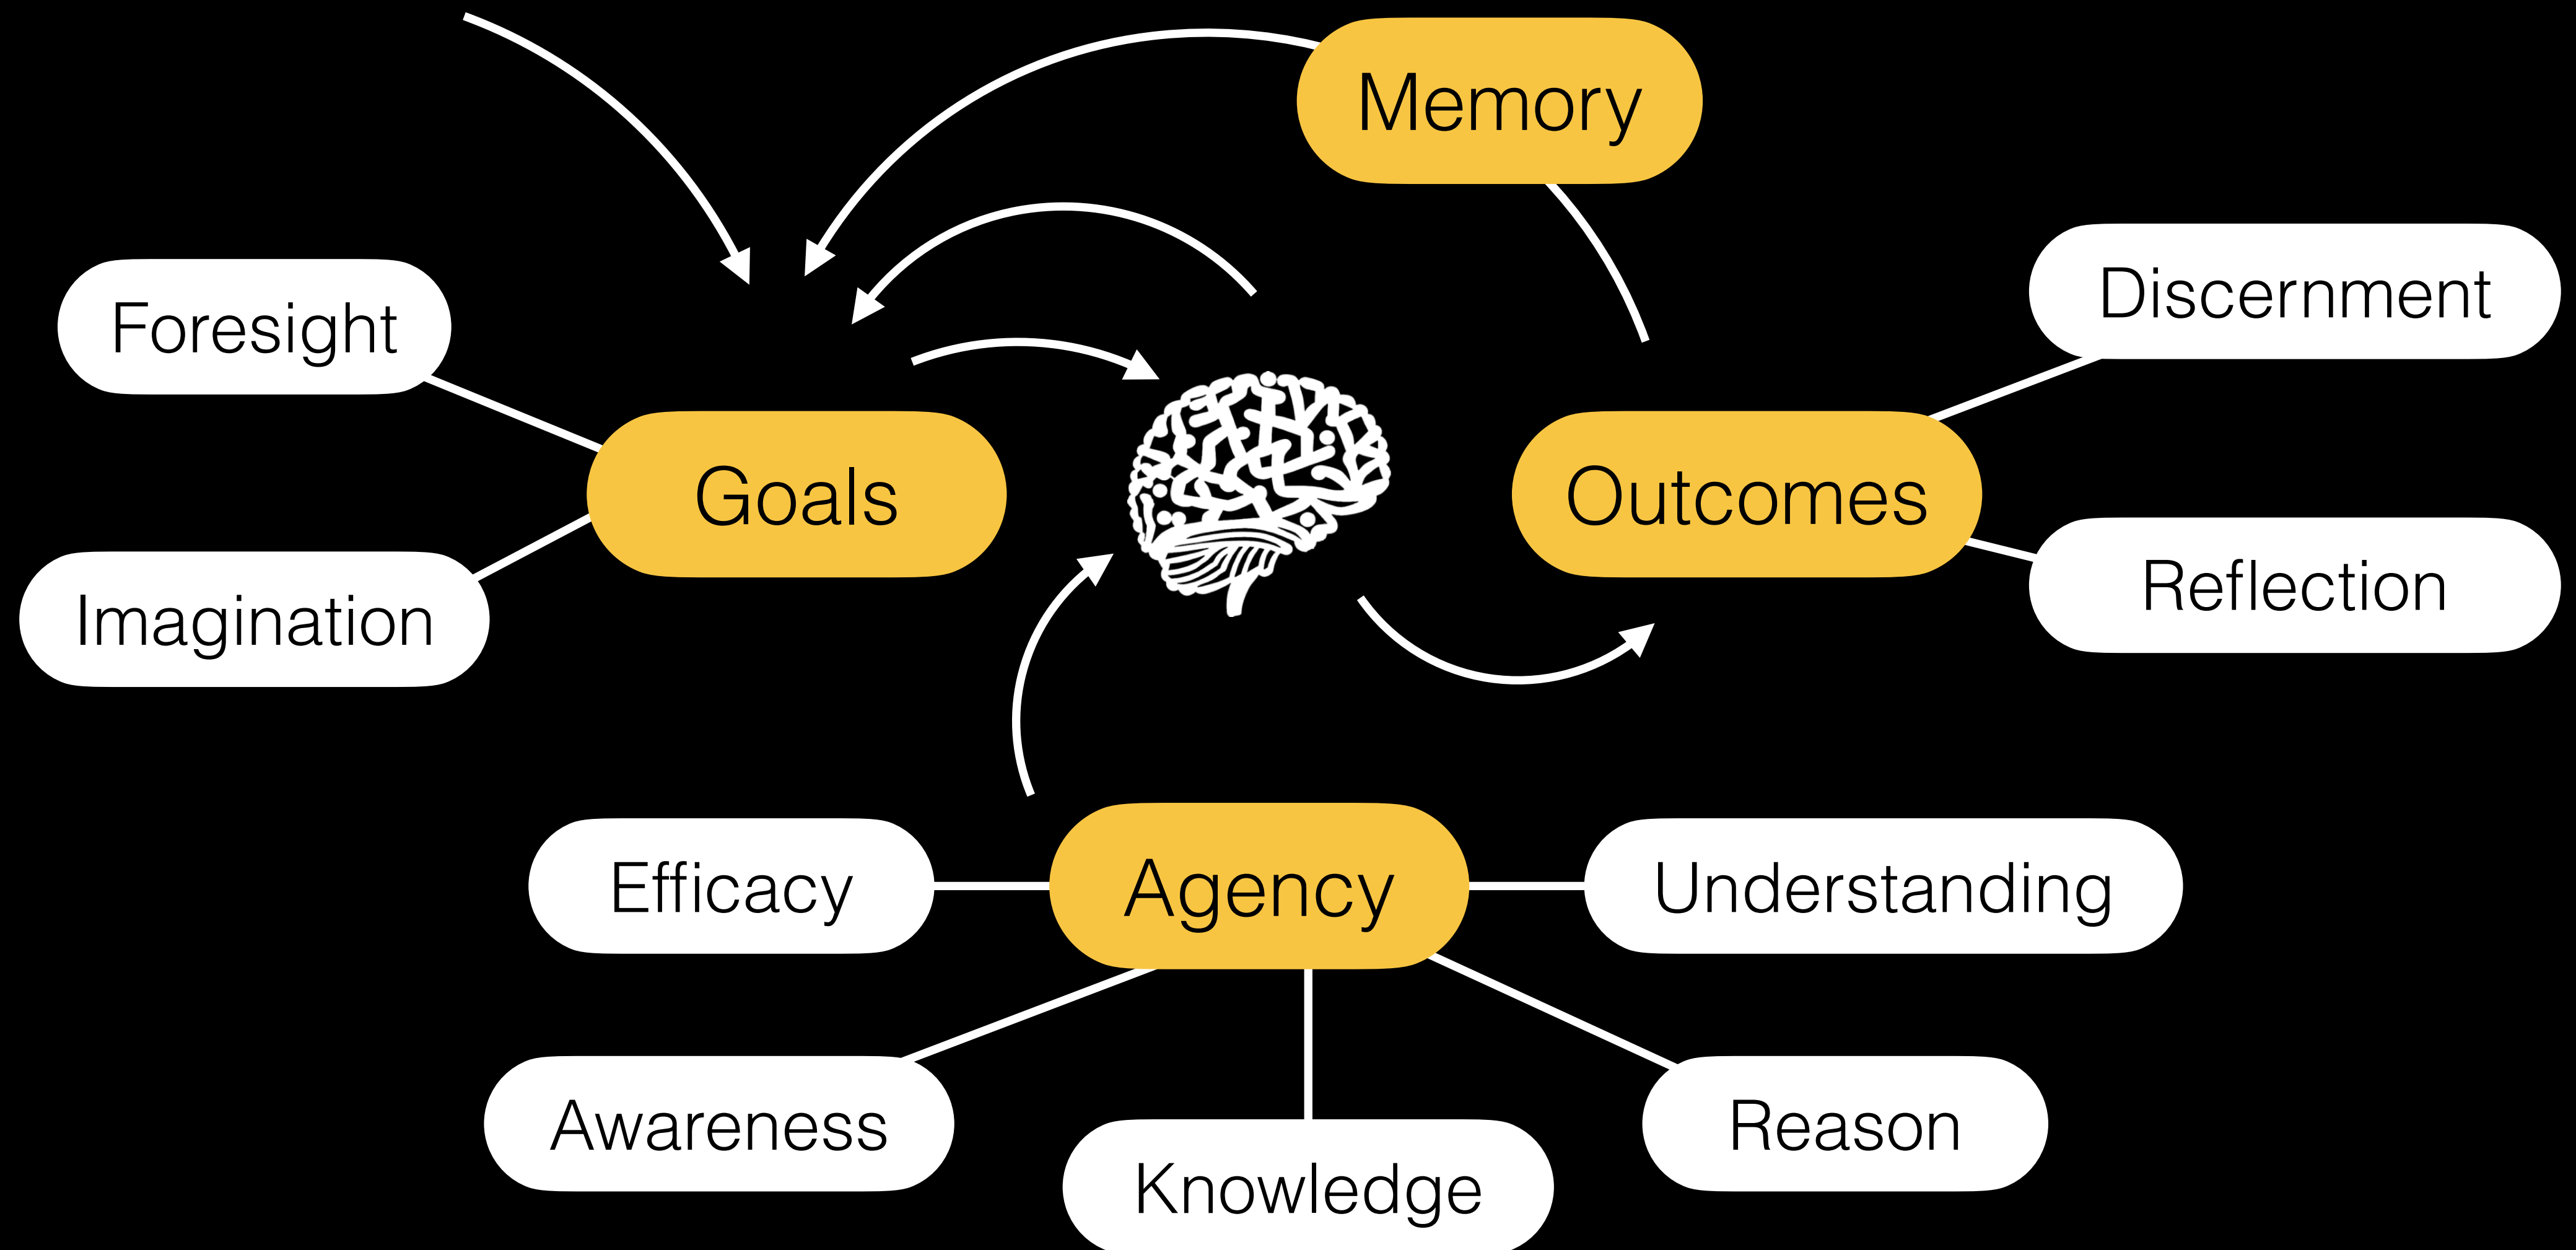 Memory
Foresight
Discernment
Goals
Outcomes
Imagination
Reflection
Efficacy
Agency
Understanding
Awareness
Knowledge
Reason